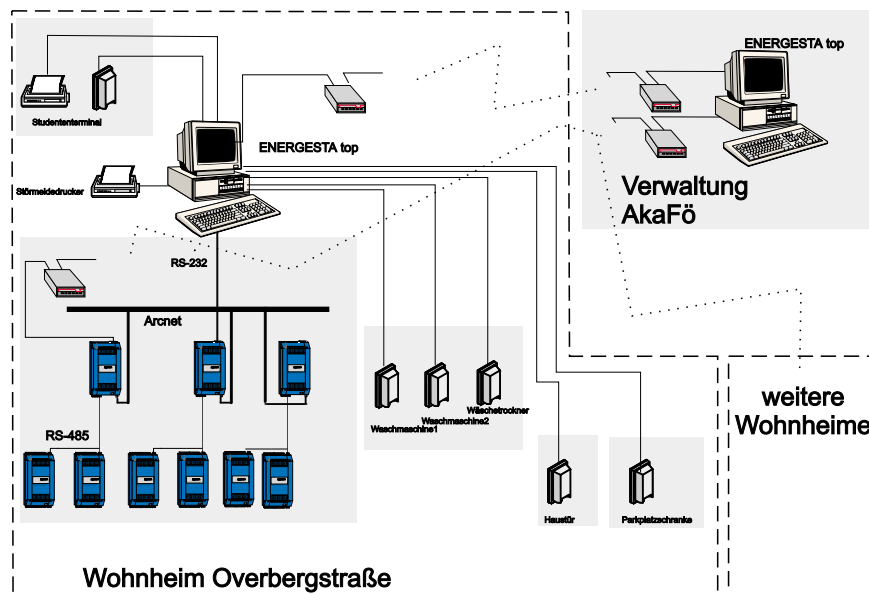 ENERGESTA top
Studententerminal
ENERGESTA top
Störmeldedrucker
Verwaltung
AkaFö
RS-232
Arcnet
weitere
Wohnheime
Wäschetrockner
Waschmaschine2
Waschmaschine1
RS-485
Haustür
Parkplatzschranke
Wohnheim Overbergstraße